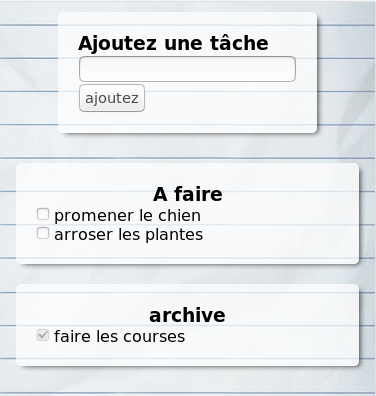 Ajoutez une tâche
ajoutez
A faire
promener le chien
arroser les plantes
archive
faire les courses